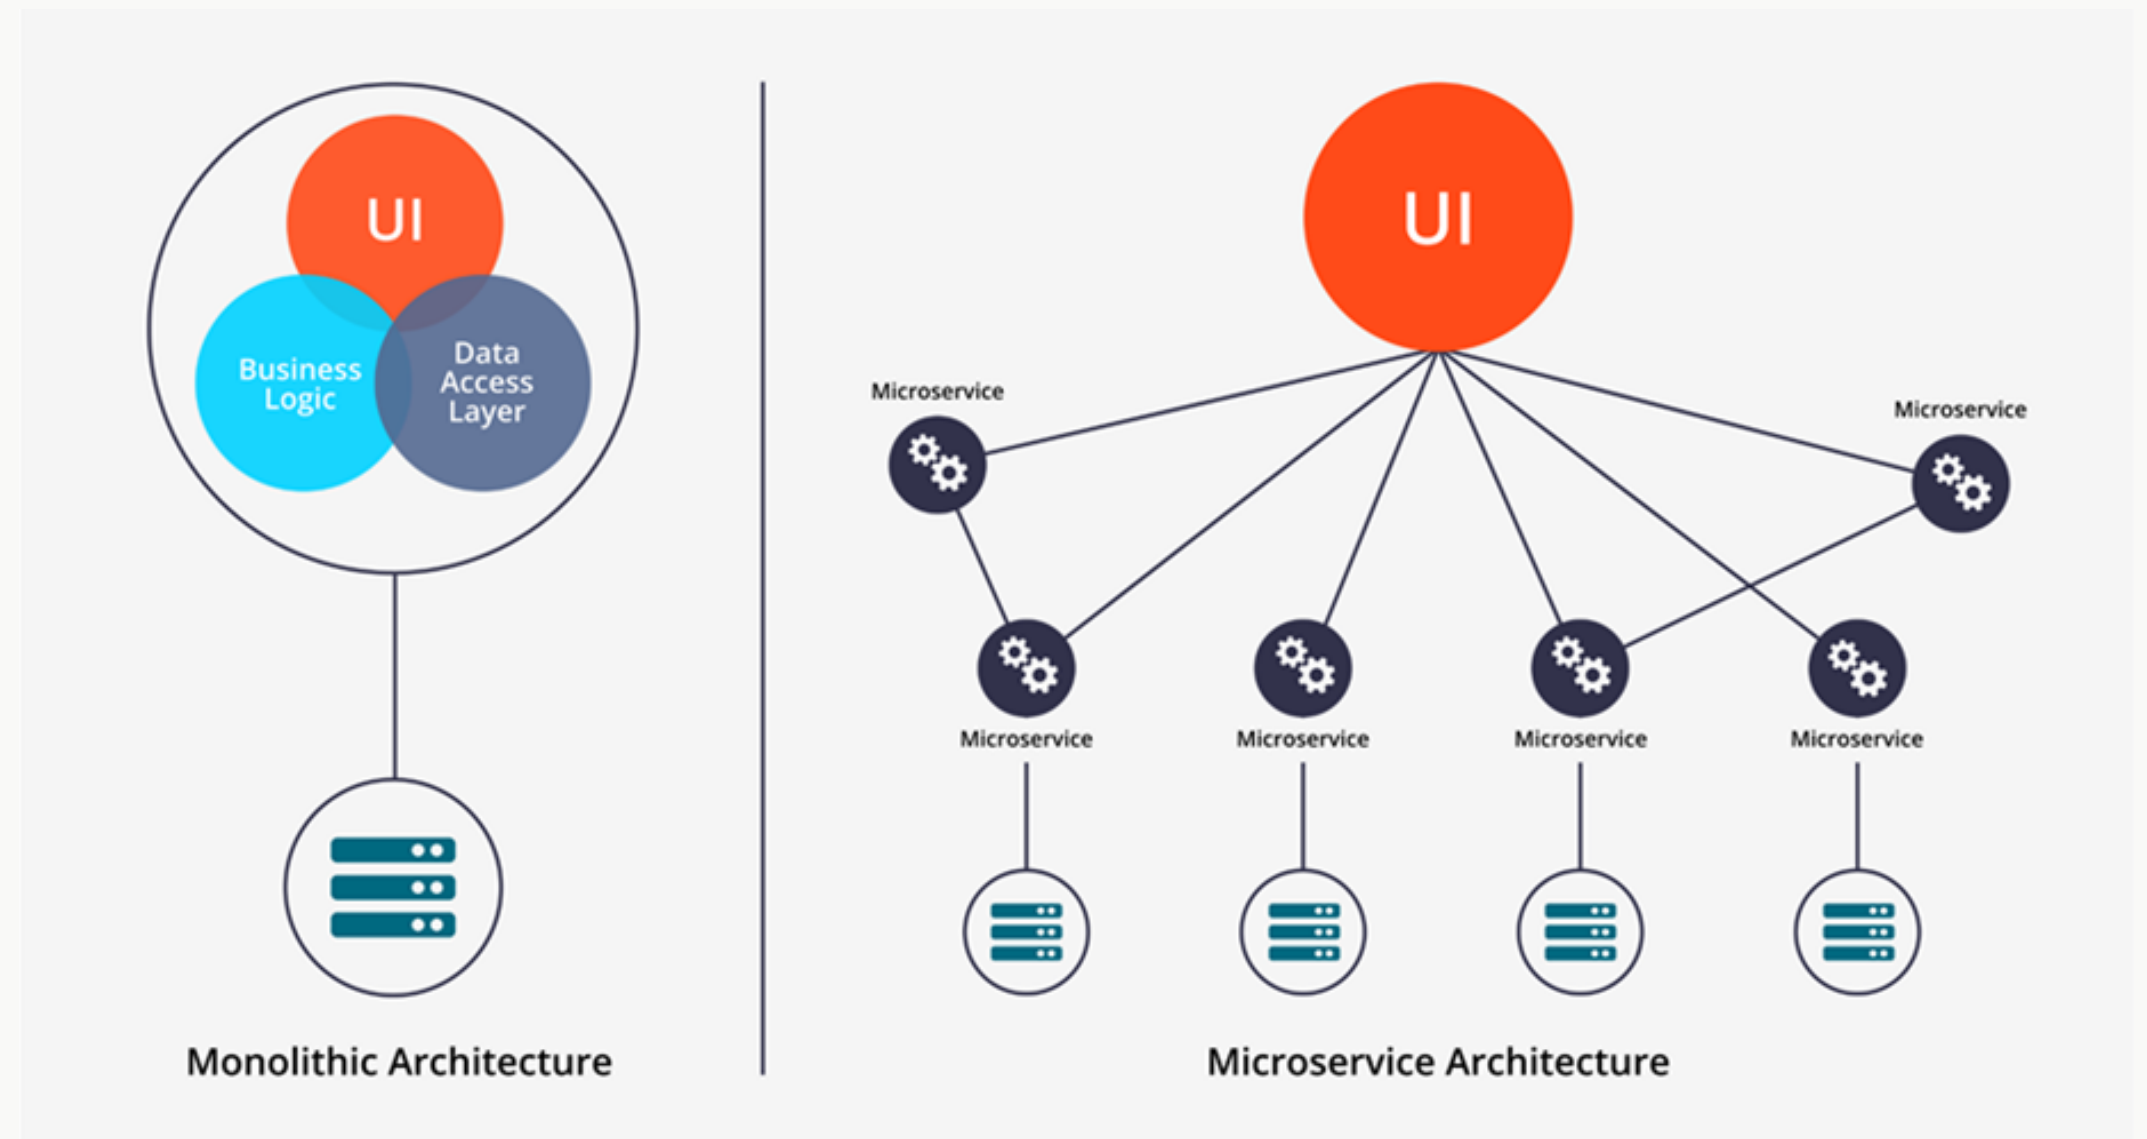 UI
Business
Logic
Data
Access
Layer
Monolithic Architecture
UI
Microservice
Microservice
Microservice
Microservice
Microservice
Microservice
Microservice Architecture